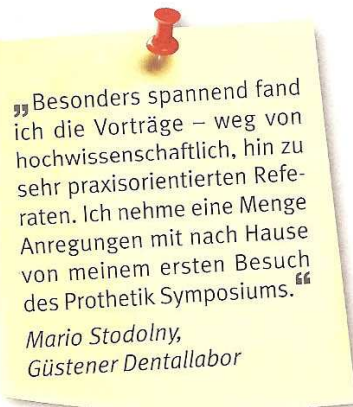 „Besonders spannend fand
ich die Vorträge – weg von
hochwissenschaftlich, hin zu
sehr praxisorientierten Refe-
raten. Ich nehme eine Menge
Anregungen mit nach Hause
von meinem ersten Besuch
des Prothetik Symposiums.“
Mario Stodolny,
Güstener Dentallabor